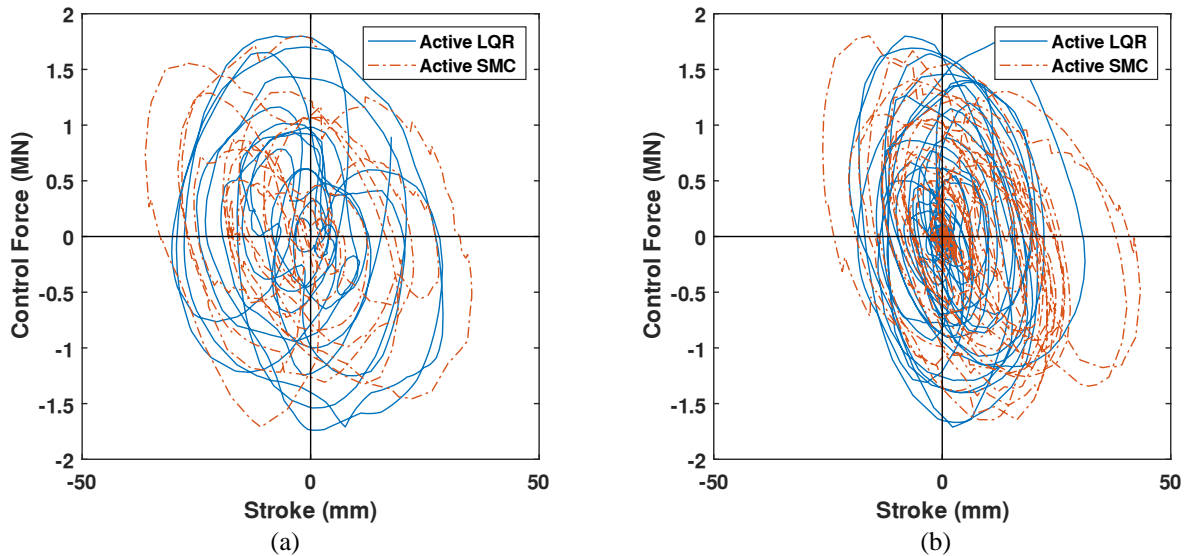 2
1.5
1
0.5
0
-0.5
-1
-1.5
-2
Control Force (MN)
-50
0
50
Stroke (mm)
Active LQR
Active SMC
(a)
2
1.5
1
0.5
0
-0.5
-1
-1.5
-2
Control Force (MN)
-50
0
50
Stroke (mm)
Active LQR
Active SMC
(b)